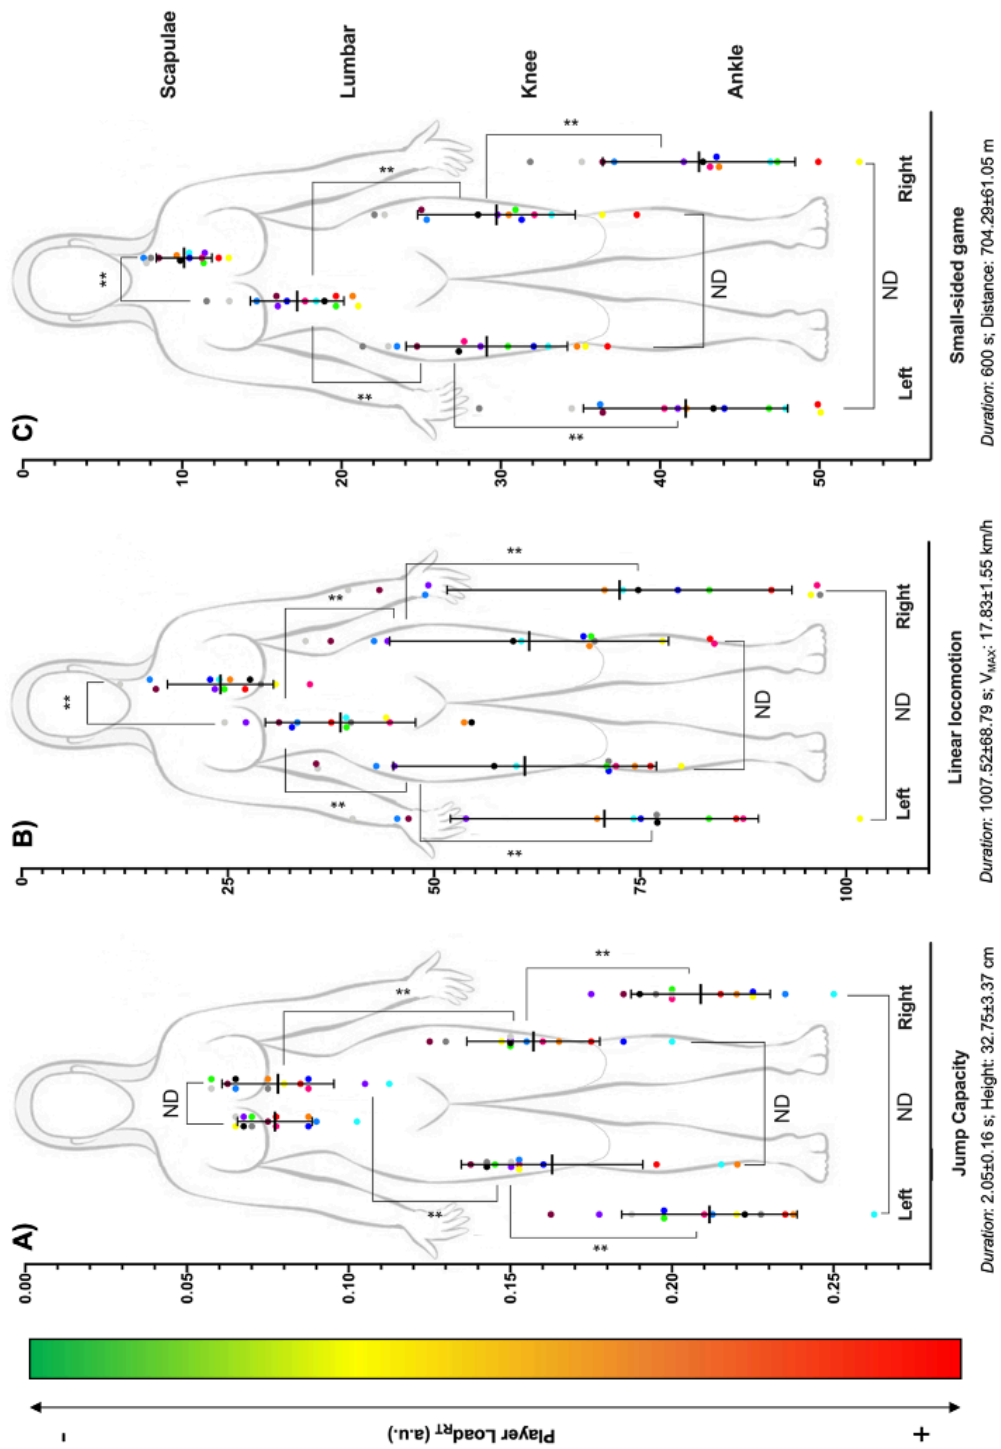 Player LoadRT (a.u.)
-
+
A)
0.00
0.05
0.10
0.15
0.20
0.25
ND
**
**
**
**
ND
ND
Left
Right
Jump Capacity
Duration: 2.05±0.16 s; Height: 32.75±3.37 cm
B)
0
25
50
75
100
**
**
**
**
**
ND
ND
Left
Right
Linear locomotion
Duration: 1007.52±68.79 s; VMAX: 17.83±1.55 km/h
C)
0
10
20
30
40
50
**
**
**
**
**
ND
ND
Left
Right
Small-sided game
Duration: 600 s; Distance: 704.29±61.05 m
Scapulae
Lumbar
Knee
Ankle